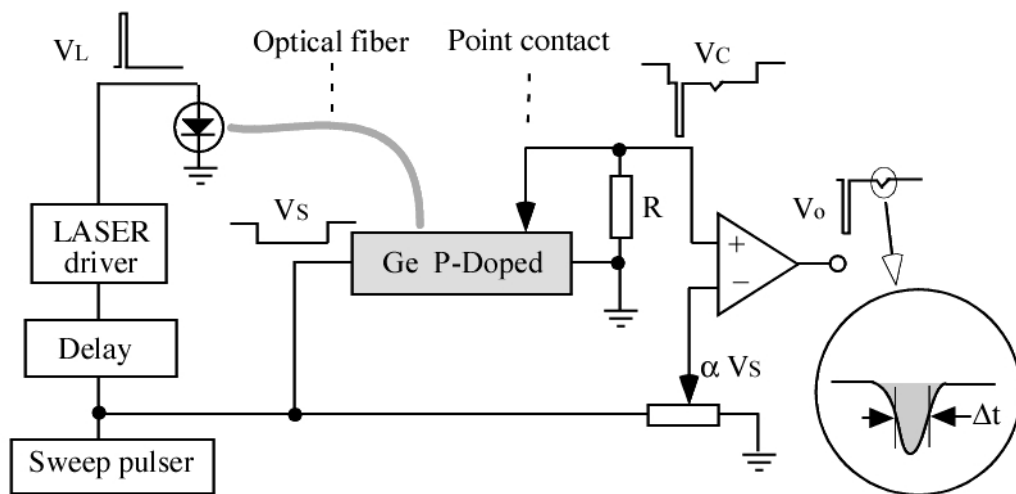 VL
Optical fiber
Point contact
VC
Vo
VS
R
LASER
driver
Ge P-Doped
+
−
Delay
α VS
Δt
Sweep pulser